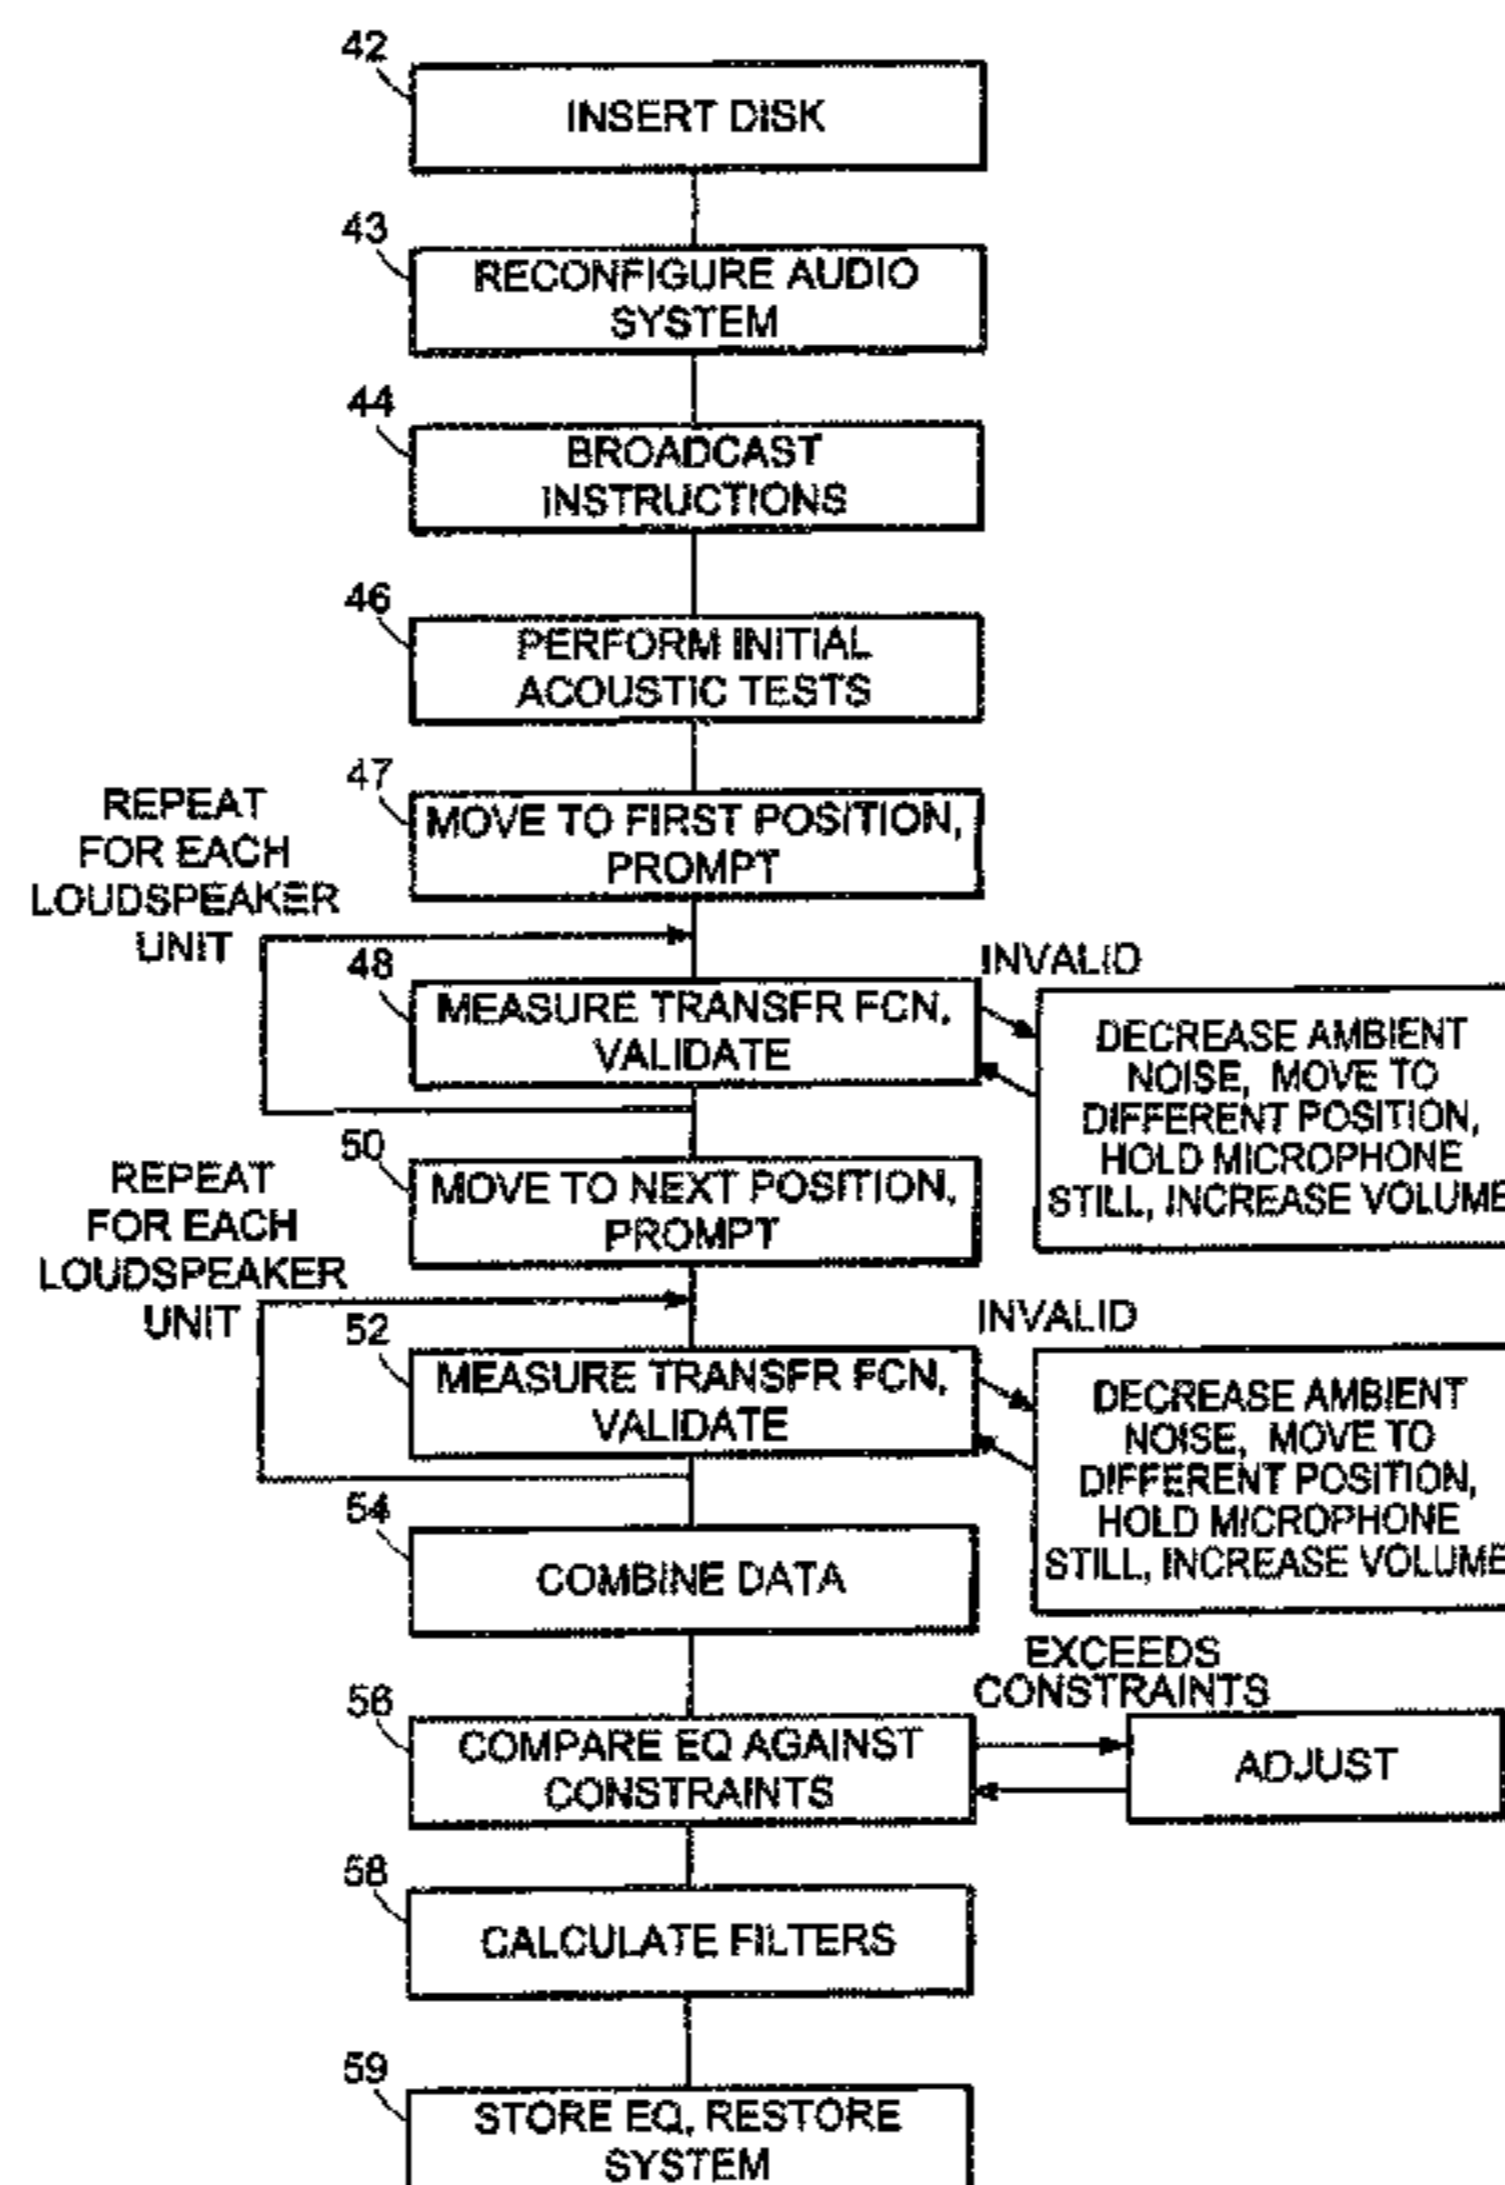 42
INSERT DISK
43
RECONFIGURE AUDIO
SYSTEM
44
BROADCAST
INSTRUCTIONS
46
PERFORM INITIAL
ACOUSTIC TESTS
47
MOVE TO FIRST POSITION,
PROMPT
REPEAT
FOR EACH
LOUDSPEAKER
UNIT
48
MEASURE TRANSFR FCN,
VALIDATE
INVALID
DECREASE AMBIENT
NOISE, MOVE TO
DIFFERENT POSITION,
HOLD MICROPHONE
STILL, INCREASE VOLUME
50
MOVE TO NEXT POSITION,
PROMPT
REPEAT
FOR EACH
LOUDSPEAKER
UNIT
52
MEASURE TRANSFR FCN,
VALIDATE
INVALID
DECREASE AMBIENT
NOISE, MOVE TO
DIFFERENT POSITION,
HOLD MICROPHONE
STILL, INCREASE VOLUME
54
COMBINE DATA
56
COMPARE EQ AGAINST
CONSTRAINTS
EXCEEDS
CONSTRAINTS
ADJUST
58
CALCULATE FILTERS
59
STORE EQ, RESTORE
SYSTEM